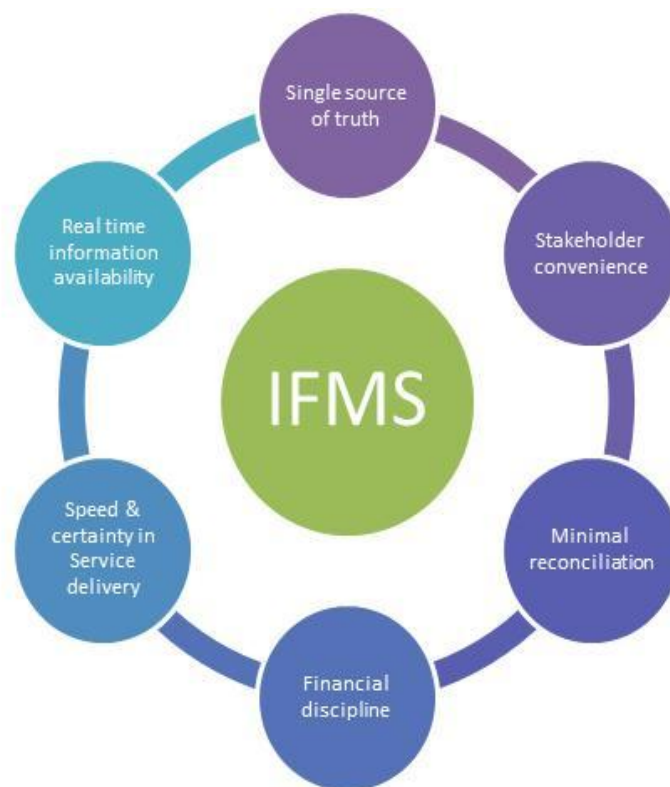 Single source
of truth
Stakeholder
convenience
Minimal
reconciliation
Financial
discipline
Speed &
certainty in
Service
delivery
Real time
information
availability
IFMS